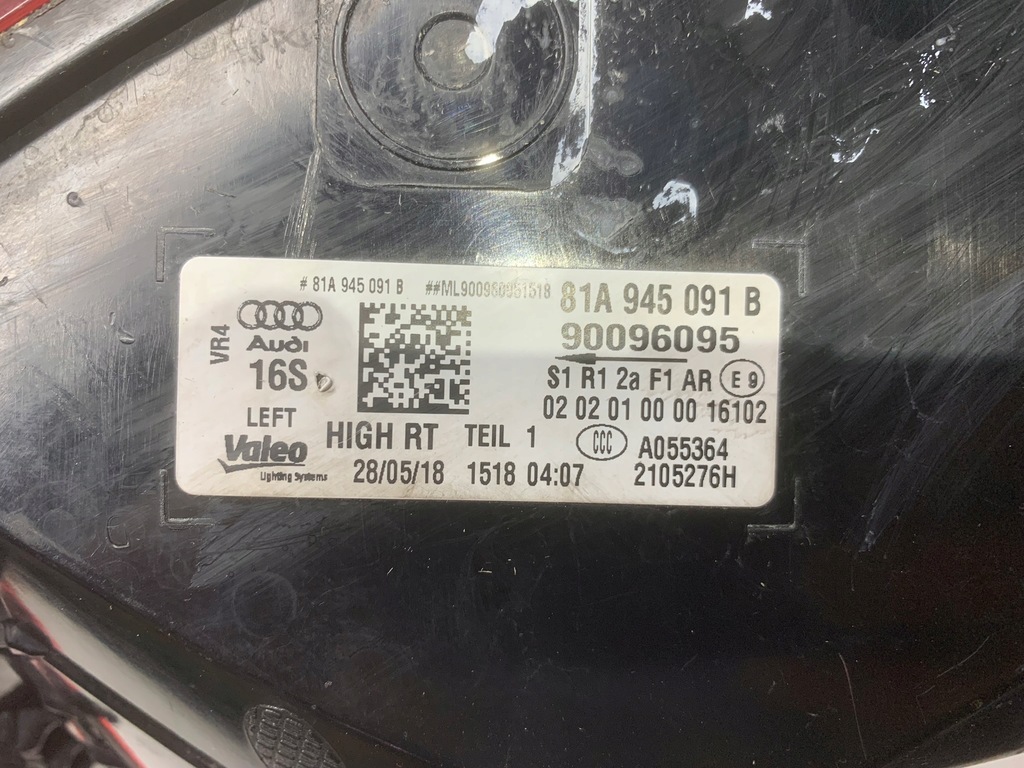 # 81A 945 091 B ##ML900960951518 81A 945 091 B
90096095
VR4
Audi
16S
S1 R1 2a F1 AR E 9
02 02 01 00 00 16102
LEFT
Valeo
Lighting Systems
HIGH RT TEIL 1
CCC A055364
28/05/18 1518 04:07 2105276H